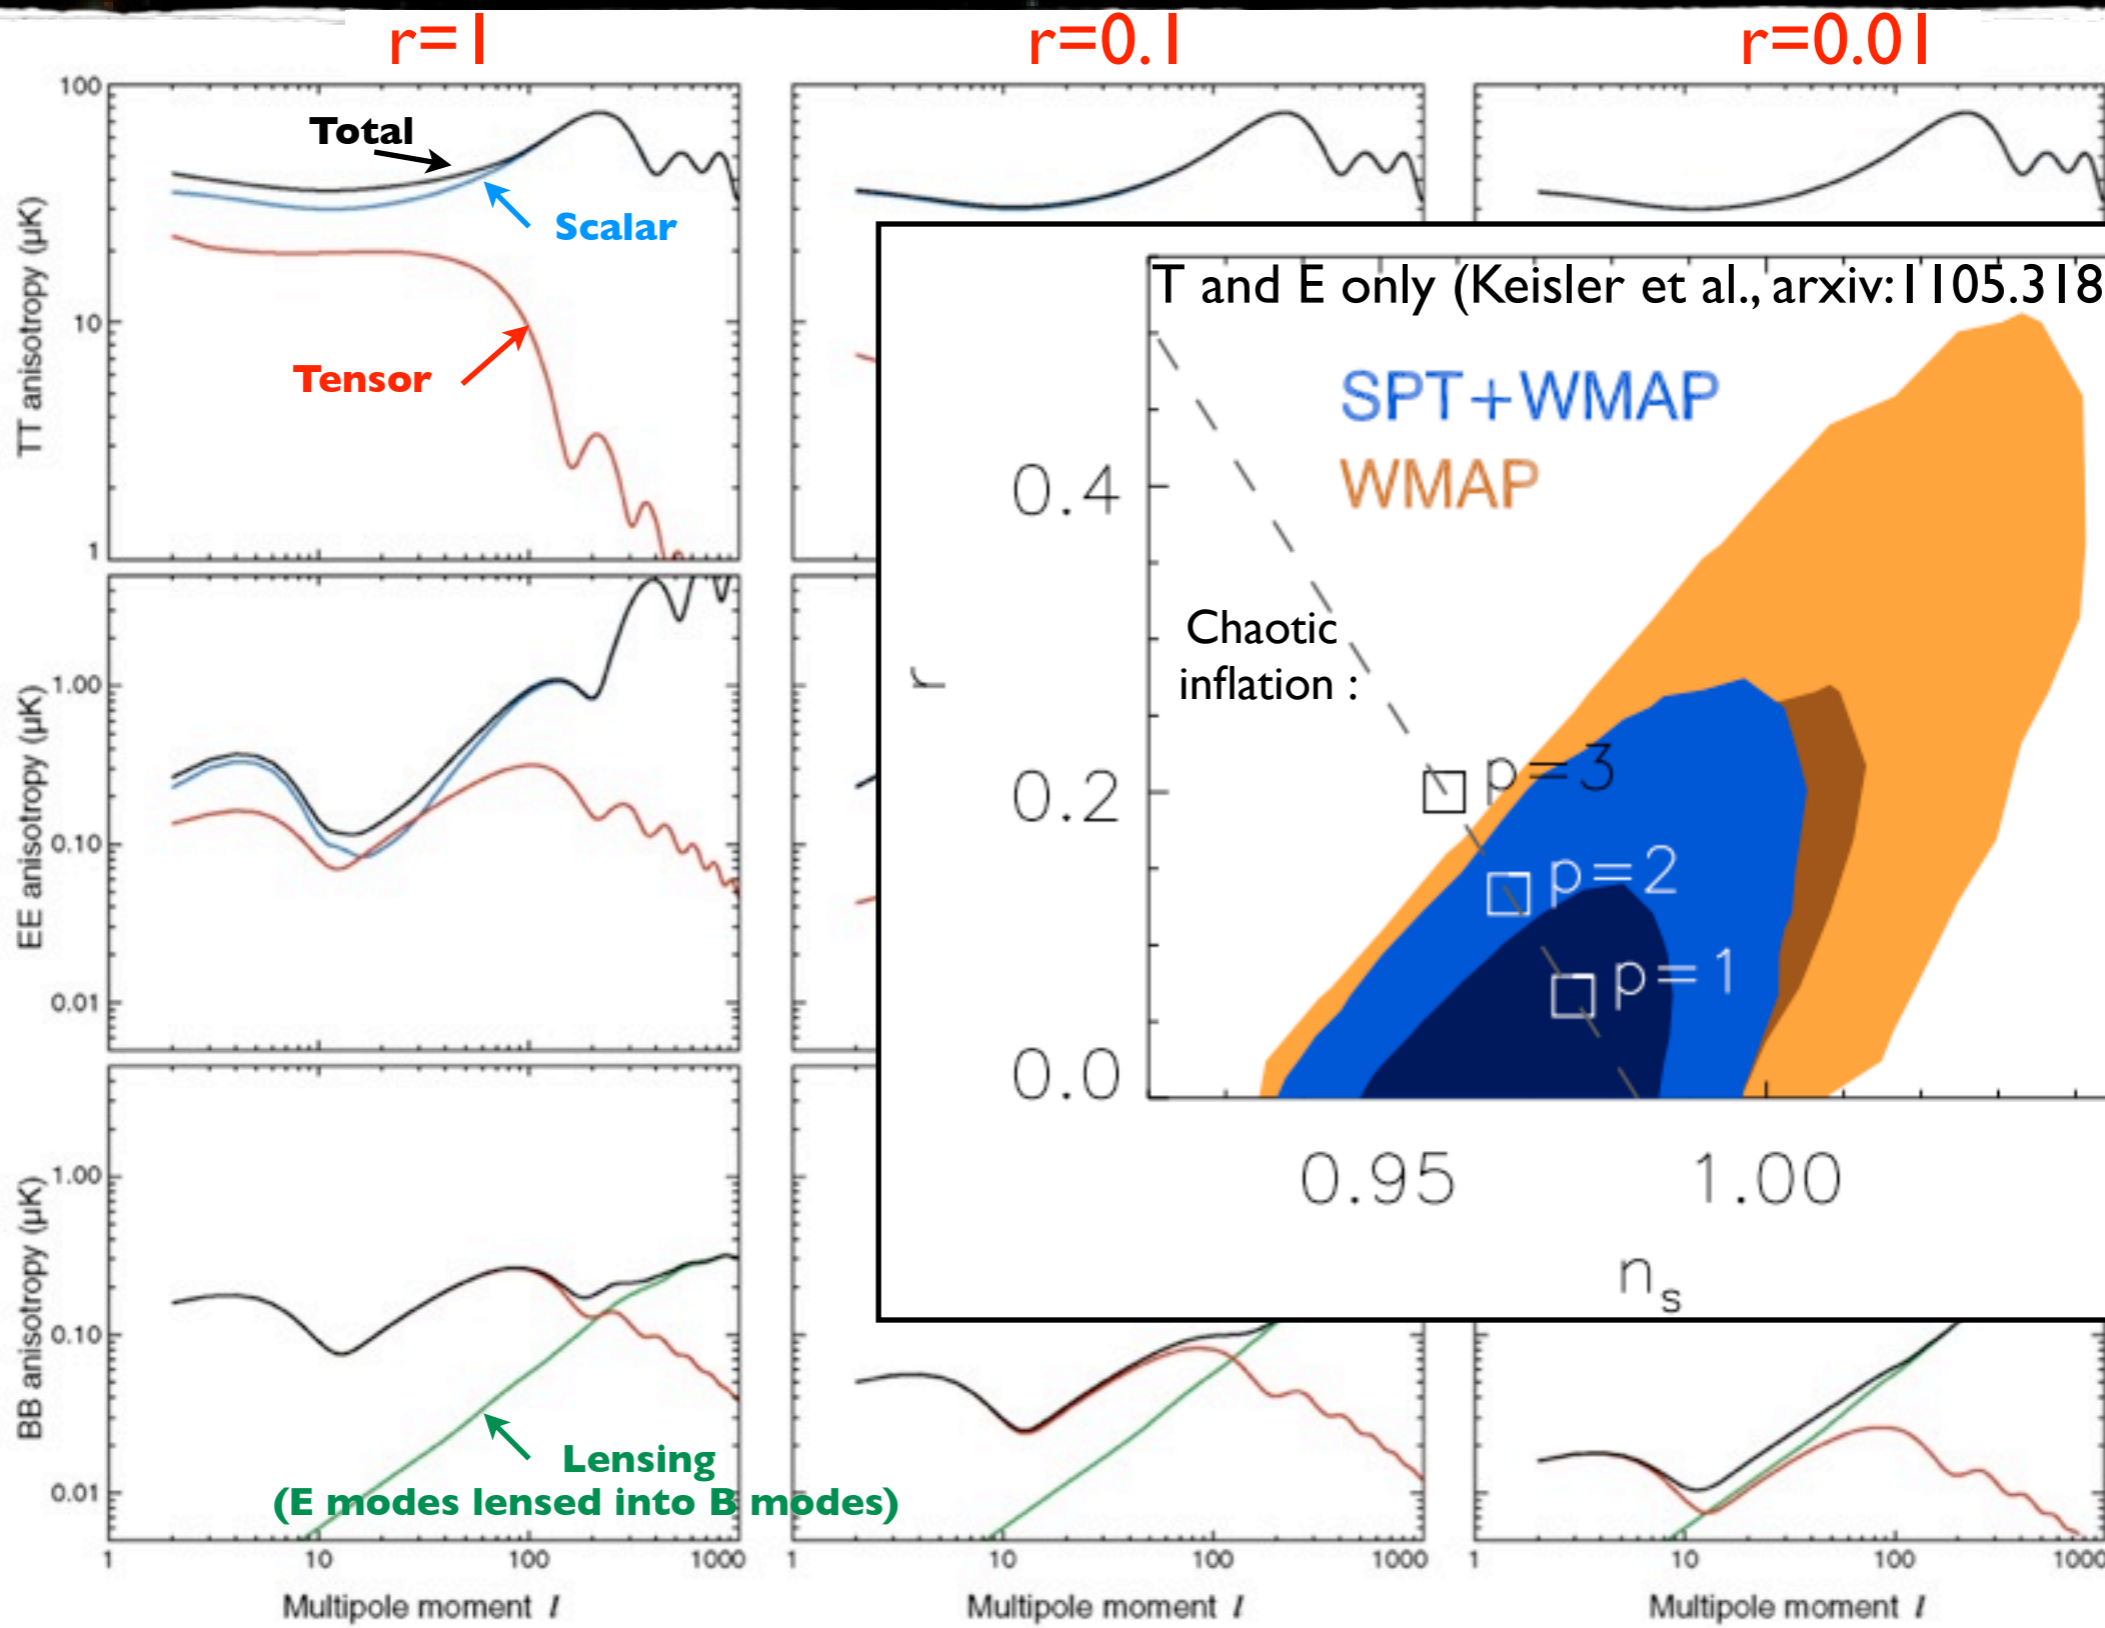 r=1
r=0.1
r=0.01
100
10
1
TT anisotropy (μK)
Total
Scalar
Tensor
1.00
0.10
0.01
EE anisotropy (μK)
1.00
0.10
0.01
BB anisotropy (μK)
Lensing
(E modes lensed into B modes)
T and E only (Keisler et al., arxiv:1105.318
SPT+WMAP
WMAP
0.4
0.2
0.0
r
Chaotic
inflation :
p=3
p=2
p=1
0.95
1.00
ns
1
10
100
1000
1
10
100
1000
1
10
100
1000
Multipole moment l
Multipole moment l
Multipole moment l